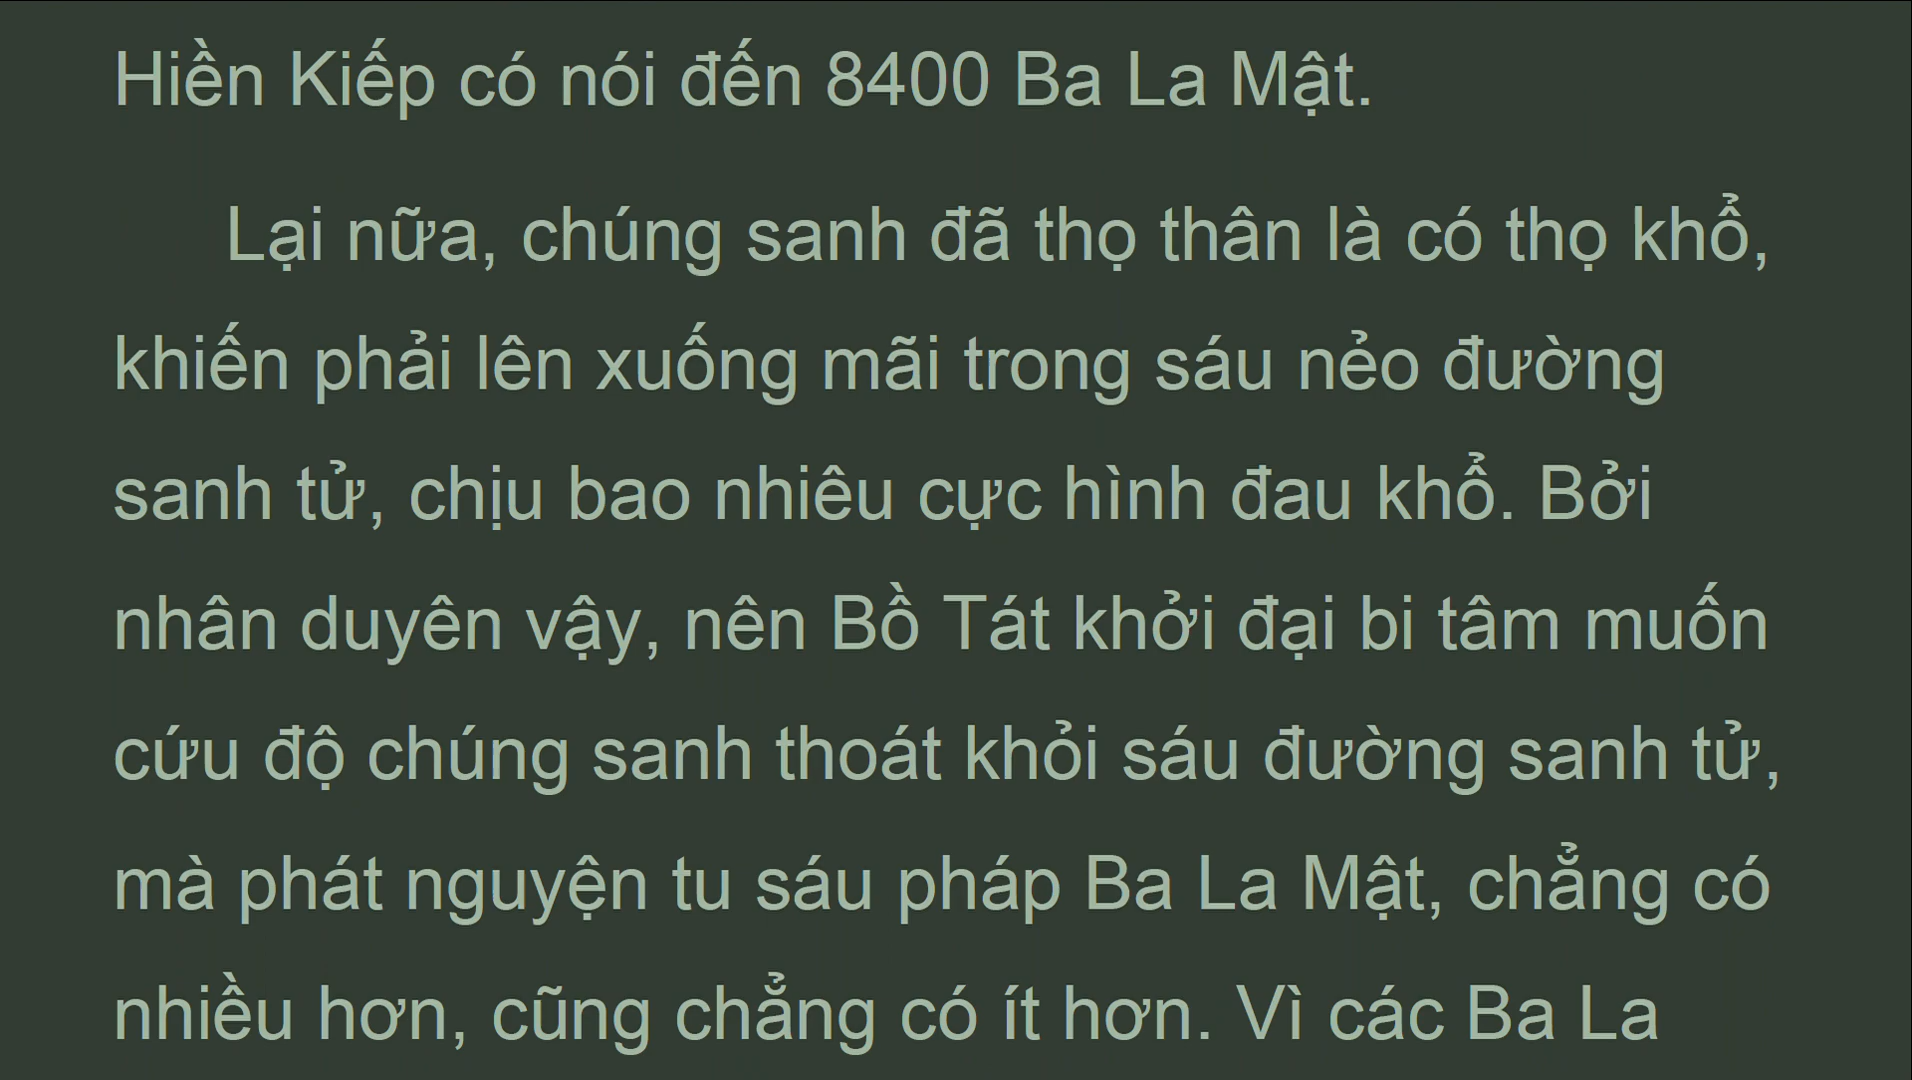 Hiền Kiếp có nói đến 8400 Ba La Mật.
Lại nữa, chúng sanh đã thọ thân là có thọ khổ,
khiến phải lên xuống mãi trong sáu nẻo đường
sanh tử, chịu bao nhiêu cực hình đau khổ. Bởi
nhân duyên vậy, nên Bồ Tát khởi đại bi tâm muốn
cứu độ chúng sanh thoát khỏi sáu đường sanh tử,
mà phát nguyện tu sáu pháp Ba La Mật, chẳng có
nhiều hơn, cũng chẳng có ít hơn. Vì các Ba La